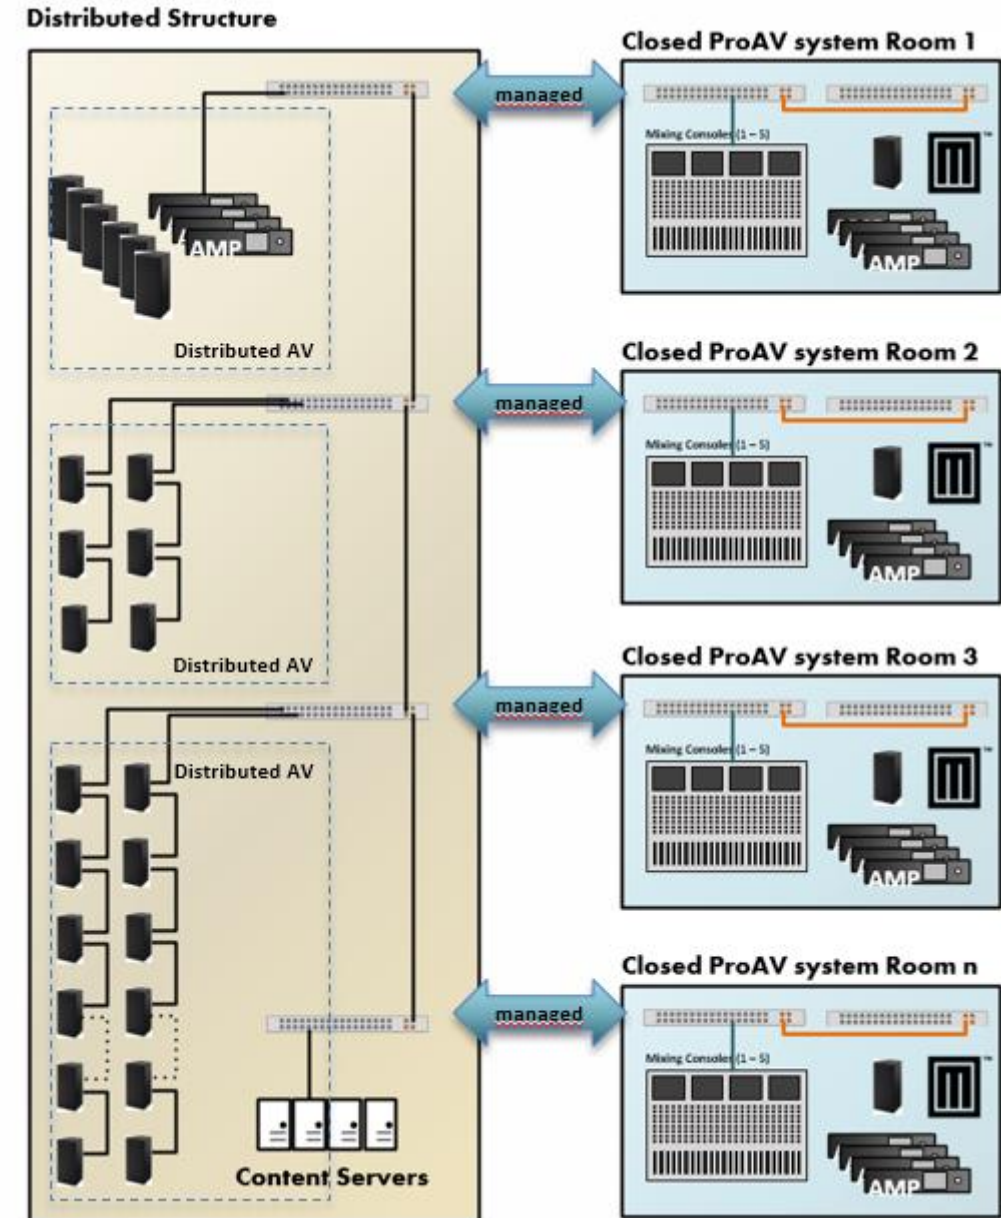 Distributed Structure
Closed ProAV system Room 1
managed
Mixing Consoles (1 – 5)
AMP
AMP
Distributed AV
Closed ProAV system Room 2
managed
Mixing Consoles (1 – 5)
AMP
Distributed AV
Closed ProAV system Room 3
managed
Mixing Consoles (1 – 5)
Distributed AV
AMP
Closed ProAV system Room n
managed
Mixing Consoles (1 – 5)
AMP
Content Servers